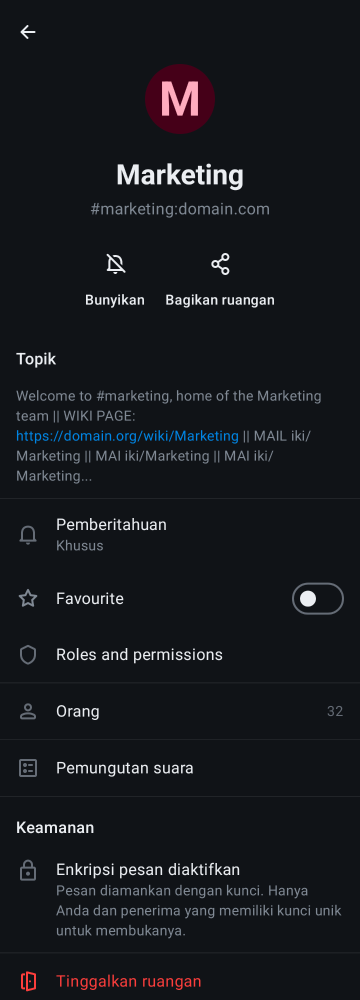 M
Marketing
#marketing:domain.com
Bunyikan
Bagikan ruangan
Topik
Welcome to #marketing, home of the Marketing
team || WIKI PAGE:
https://domain.org/wiki/Marketing || MAIL iki/
Marketing || MAI iki/Marketing || MAI iki/
Marketing...
Pemberitahuan
Khusus
Favourite
Roles and permissions
Orang 32
Pemungutan suara
Keamanan
Enkripsi pesan diaktifkan
Pesan diamankan dengan kunci. Hanya
Anda dan penerima yang memiliki kunci unik
untuk membukanya.
Tinggalkan ruangan